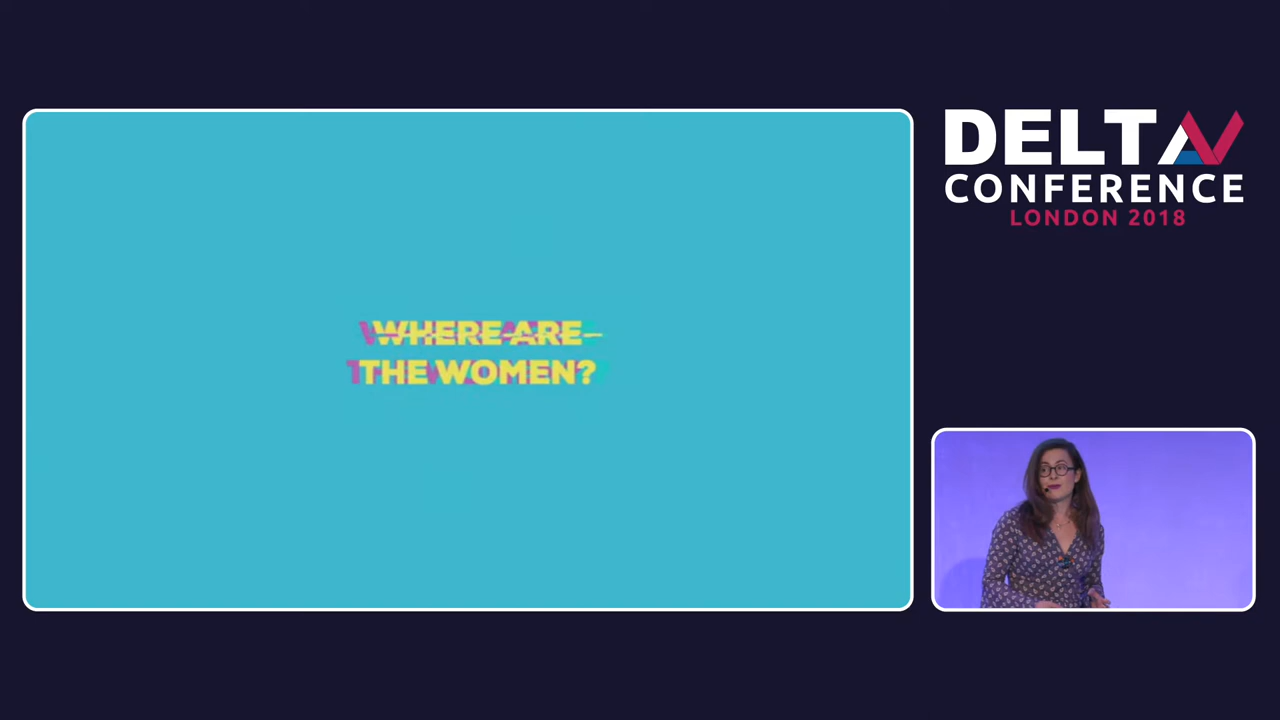 WHERE ARE
THE WOMEN?
DELTA V
CONFERENCE
LONDON 2018